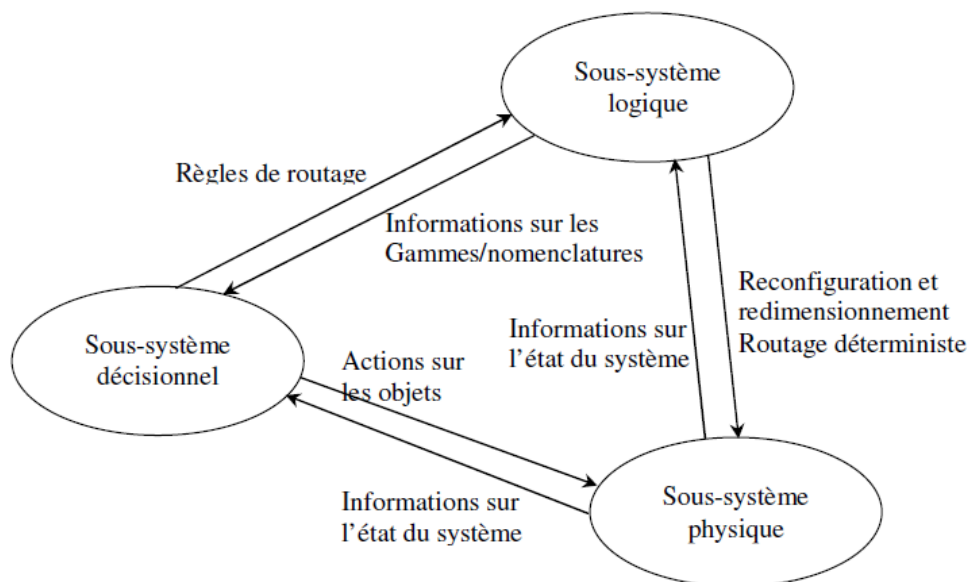 Sous-système
logique
Règles de routage
Informations sur les
Gammes/nomenclatures
Reconfiguration et
redimensionnement
Routage déterministe
Informations sur
l’état du système
Sous-système
décisionnel
Actions sur
les objets
Informations sur
l’état du système
Sous-système
physique